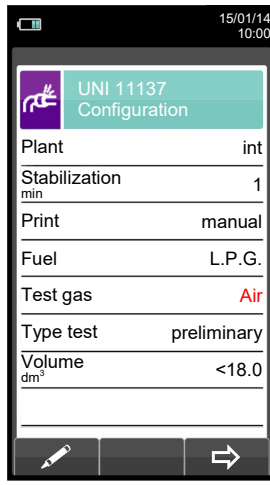 15/01/14
10:00
UNI 11137
Configuration
Plant int
Stabilization 1
min
Print manual
Fuel L.P.G.
Test gas Air
Type test preliminary
Volume <18.0
dm³